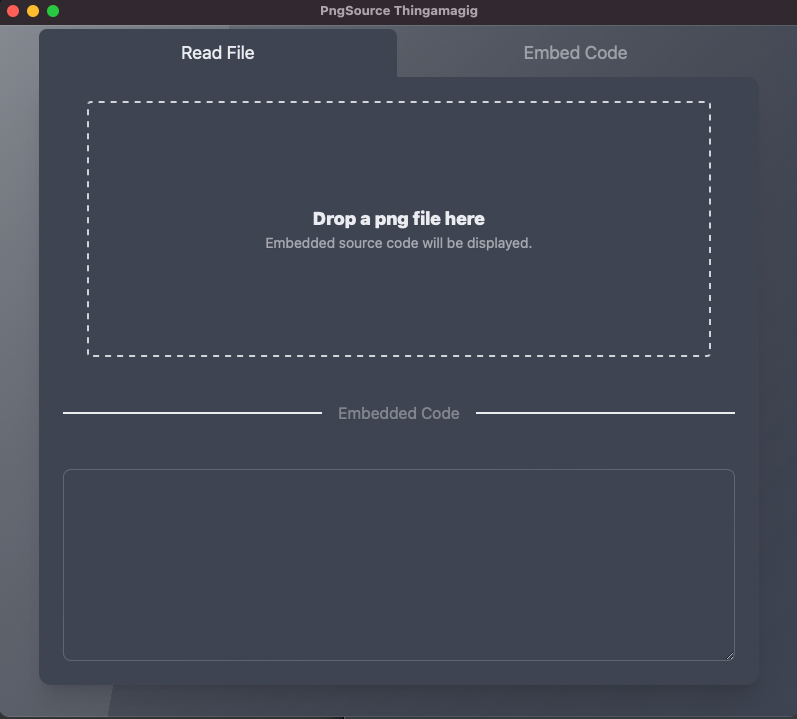 PngSource Thingamagig
Read File
Embed Code
Drop a png file here
Embedded source code will be displayed.
Embedded Code